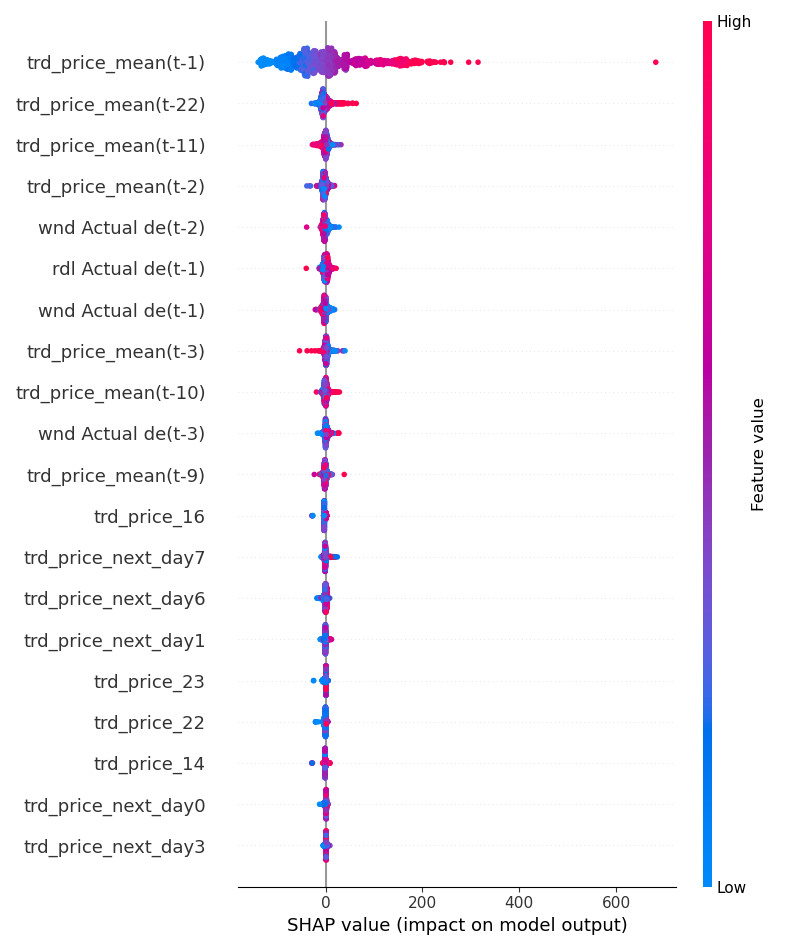 High
trd_price_mean(t-1)
trd_price_mean(t-22)
trd_price_mean(t-11)
trd_price_mean(t-2)
wnd Actual de(t-2)
rdl Actual de(t-1)
wnd Actual de(t-1)
trd_price_mean(t-3)
trd_price_mean(t-10)
wnd Actual de(t-3)
trd_price_mean(t-9)
trd_price_16
trd_price_next_day7
trd_price_next_day6
trd_price_next_day1
trd_price_23
trd_price_22
trd_price_14
trd_price_next_day0
trd_price_next_day3
Feature value
Low
0 200 400 600
SHAP value (impact on model output)